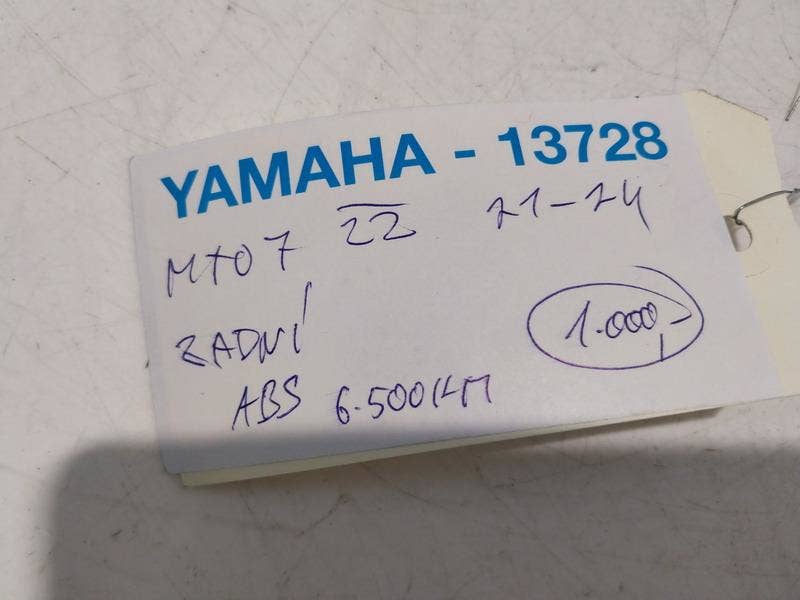 YAMAHA - 13728
MT07 22 21-24
ZADNÍ
1.000,-
ABS 6.500KM